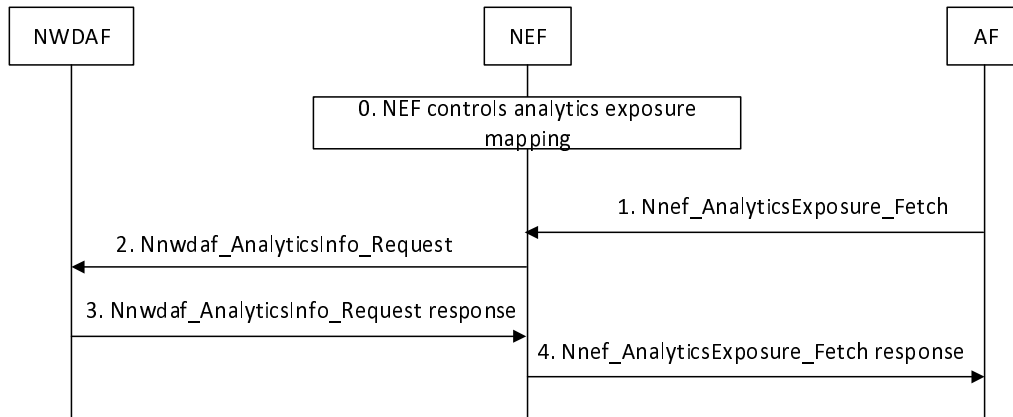 NWDAF
NEF
AF
0. NEF controls analytics exposure
mapping
1. Nnef_AnalyticsExposure_Fetch
2. Nnwdaf_AnalyticsInfo_Request
3. Nnwdaf_AnalyticsInfo_Request response
4. Nnef_AnalyticsExposure_Fetch response